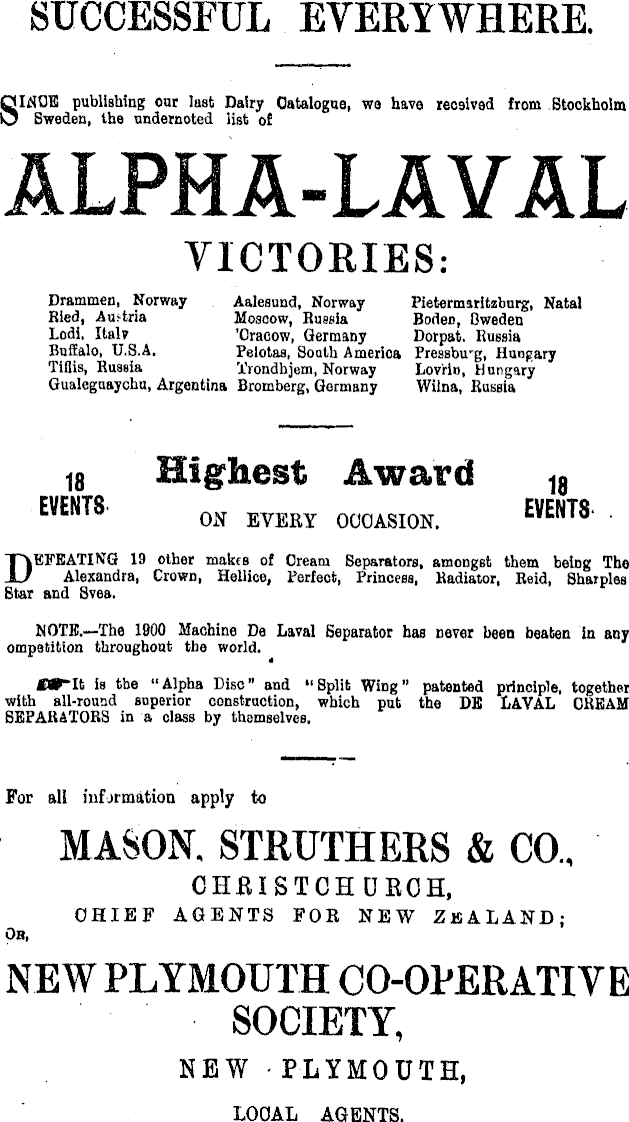 SUCCESSFUL EVERYWHERE.
SINCE publishing our last Dairy Catalogue, we have received from Stockholm
Sweden, the undernoted list of
ALPHA-LAVAL
VICTORIES:
Drammen, Norway Aalesund, Norway Pietermaritzburg, Natal
Ried, Austria Moscow, Russia Boden, Sweden
Lodi, Italy Cracow, Germany Dorpat, Russia
Buffalo, U.S.A. Pelotas, South America Pressburg, Hungary
Tiflis, Russia Trondhjem, Norway Lovrin, Hungary
Gualeguaychu, Argentina Bromberg, Germany Wilna, Russia
18 EVENTS Highest Award 18 EVENTS
ON EVERY OCCASION.
DEFEATING 19 other makes of Cream Separators, amongst them being The
Alexandra, Crown, Hellice, Perfect, Princess, Radiator, Reid, Sharples
Star and Svea.
NOTE.—The 1900 Machine De Laval Separator has never been beaten in any
ompetition throughout the world.
It is the "Alpha Disc" and "Split Wing" patented principle, together
with all-round superior construction, which put the DE LAVAL CREAM
SEPARATORS in a class by themselves.
For all information apply to
MASON, STRUTHERS & CO.,
CHRISTCHURCH,
CHIEF AGENTS FOR NEW ZEALAND;
OR,
NEW PLYMOUTH CO-OPERATIVE
SOCIETY,
NEW PLYMOUTH,
LOCAL AGENTS.